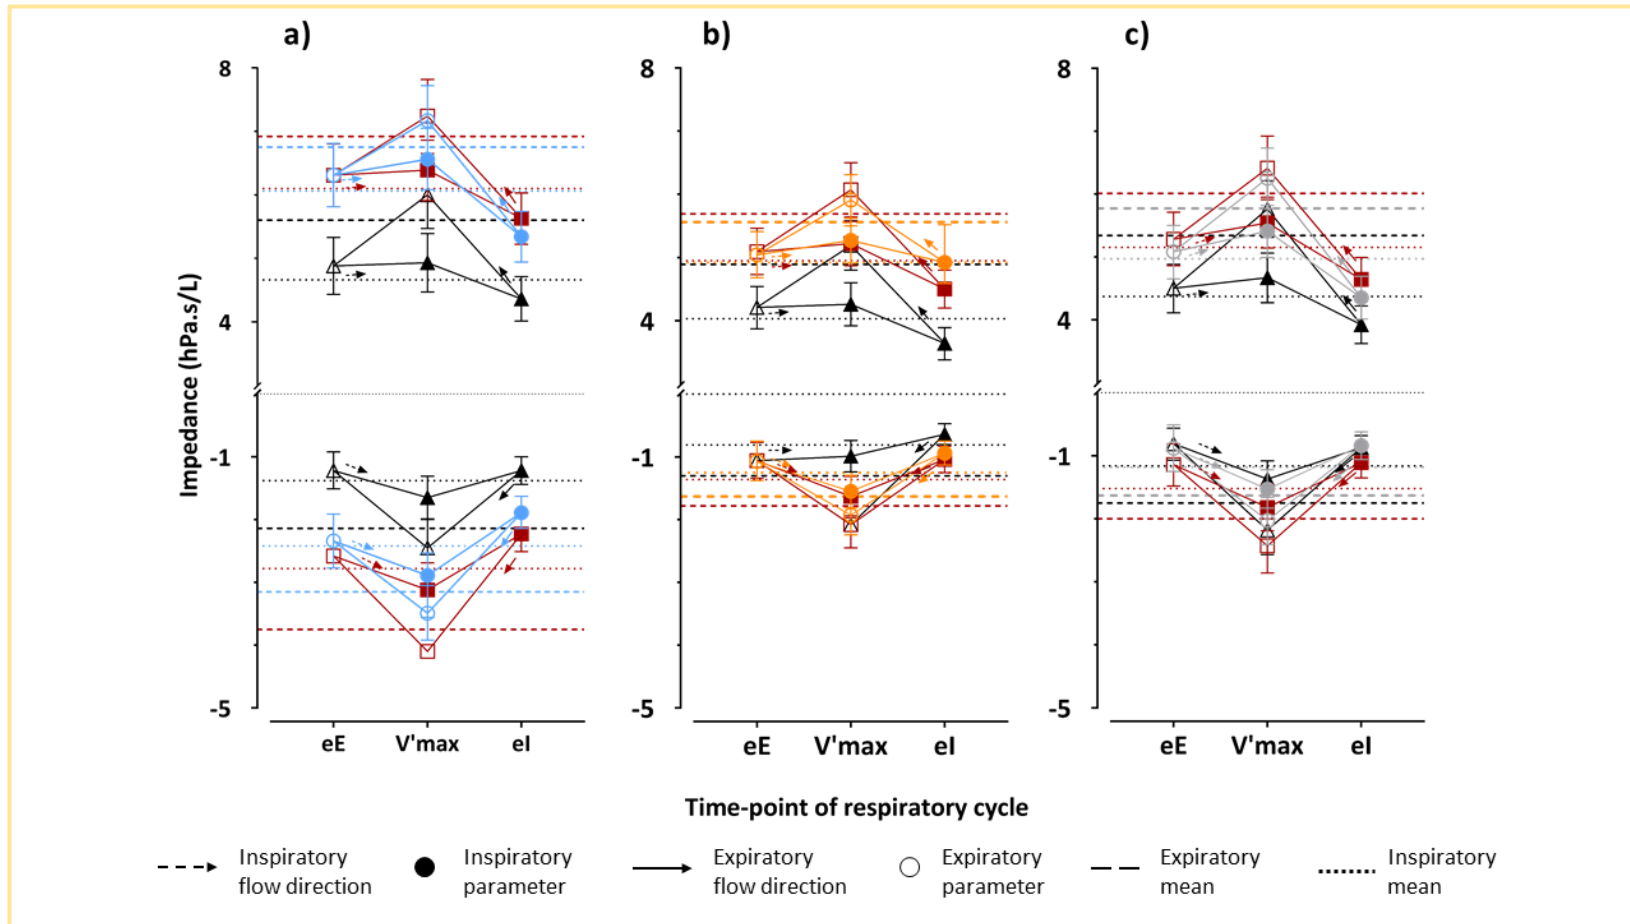 a)
b)
c)
8
8
8
4
4
4
Impedance (hPa.s/L)
-1
-1
-1
-5
-5
-5
eE V'max eI
eE V'max eI
eE V'max eI
Time-point of respiratory cycle
Inspiratory
flow direction
Inspiratory
parameter
Expiratory
flow direction
Expiratory
parameter
Expiratory
mean
Inspiratory
mean